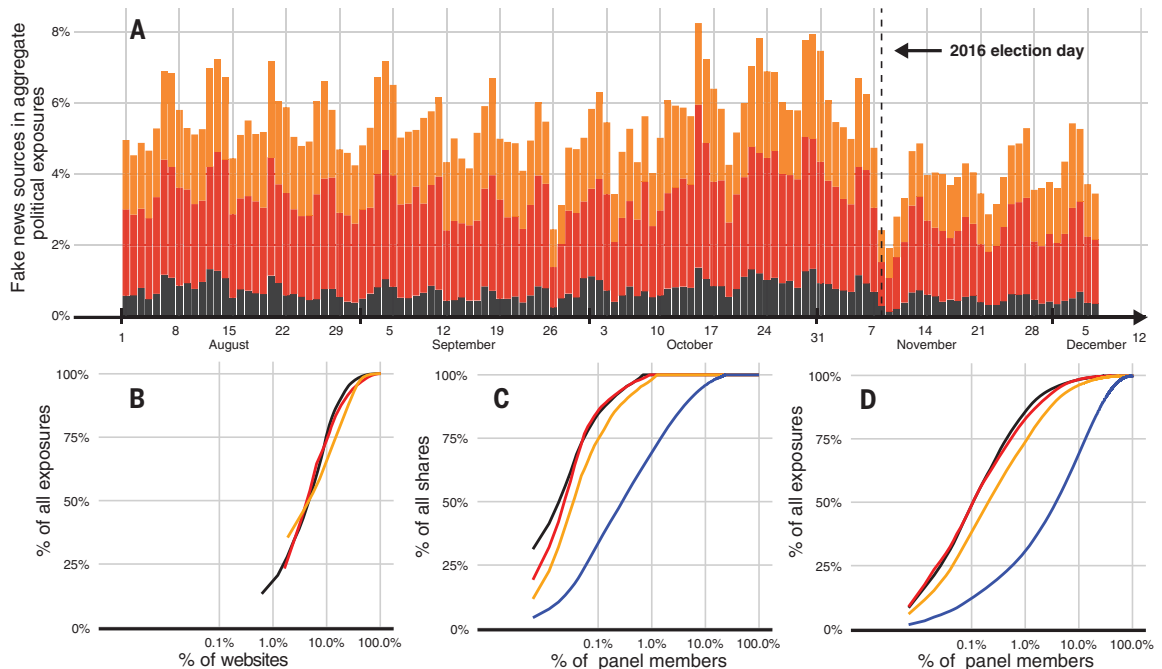 A
Fake news sources in aggregate
political exposures
8%
6%
4%
2%
0%
2016 election day
1 8 15 22 29 5 12 19 26 3 10 17 24 31 7 14 21 28 5 12
August September October November December
B
% of all exposures
100%
75%
50%
25%
0%
0.1% 1.0% 10.0% 100.0%
% of websites
C
% of all shares
100%
75%
50%
25%
0%
0.1% 1.0% 10.0% 100.0%
% of panel members
D
% of all exposures
100%
75%
50%
25%
0%
0.1% 1.0% 10.0% 100.0%
% of panel members